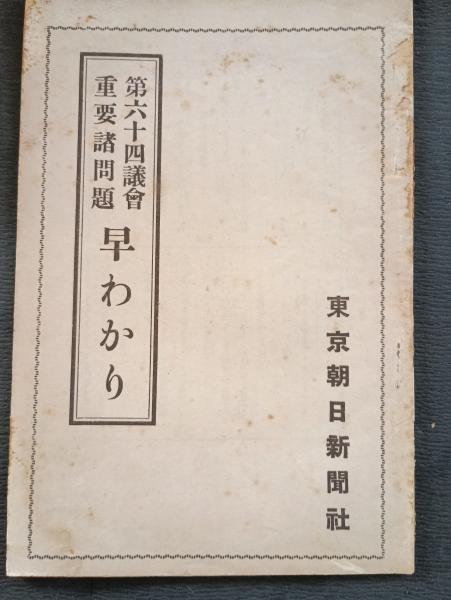 第六十四議會
重要諸問題
早わかり
東京朝日新聞社